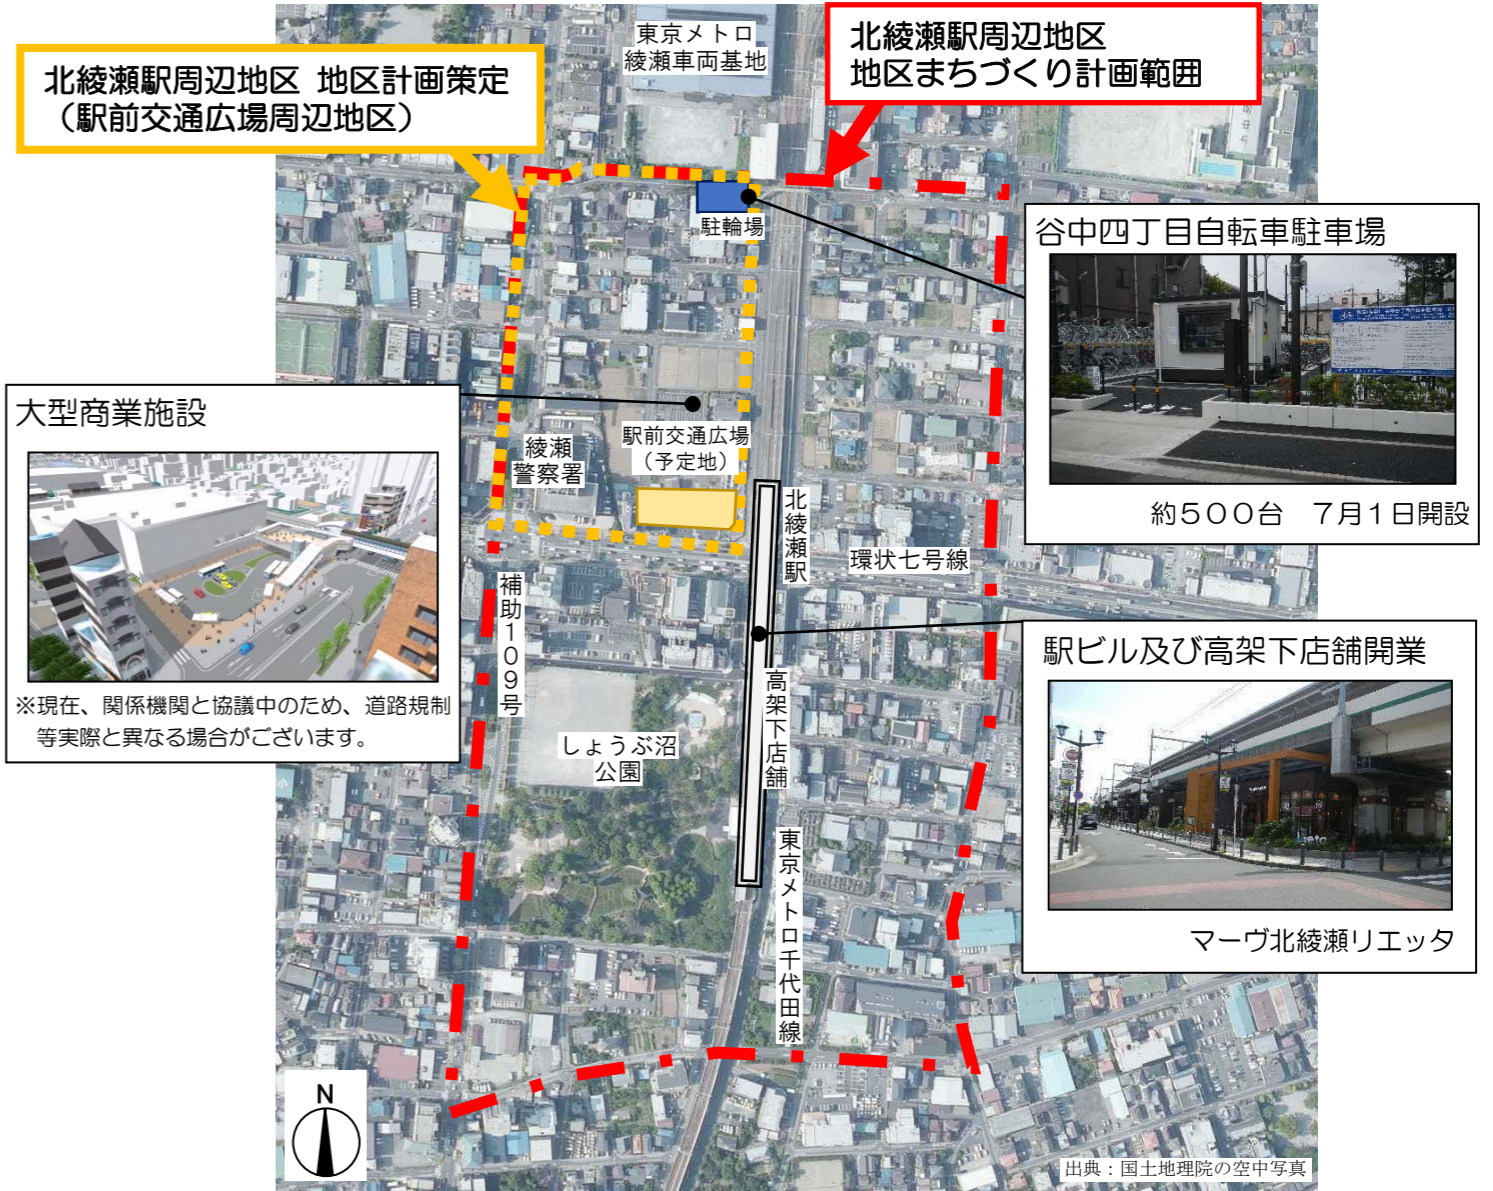 東京メトロ
綾瀬車両基地
北綾瀬駅周辺地区
地区まちづくり計画範囲
北綾瀬駅周辺地区 地区計画策定
（駅前交通広場周辺地区）
駐輪場
谷中四丁目自転車駐車場
約５００台　７月１日開設
大型商業施設
※現在、関係機関と協議中のため、道路規制
等実際と異なる場合がございます。
綾瀬
警察署
駅前交通広場
（予定地）
北綾瀬駅
環状七号線
補助１０９号
高架下店舗
しょうぶ沼
公園
駅ビル及び高架下店舗開業
マーヴ北綾瀬リエッタ
東京メトロ千代田線
N
出典：国土地理院の空中写真